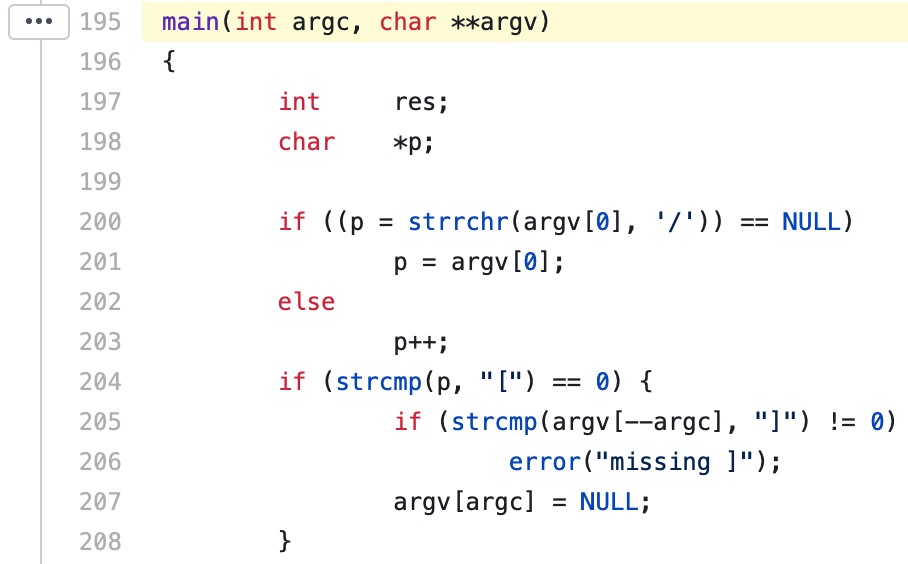 ••• 195 main(int argc, char **argv)
196 {
197 int res;
198 char *p;
199
200 if ((p = strrchr(argv[0], '/')) == NULL)
201 p = argv[0];
202 else
203 p++;
204 if (strcmp(p, "[") == 0) {
205 if (strcmp(argv[--argc], "]") != 0)
206 error("missing ]");
207 argv[argc] = NULL;
208 }